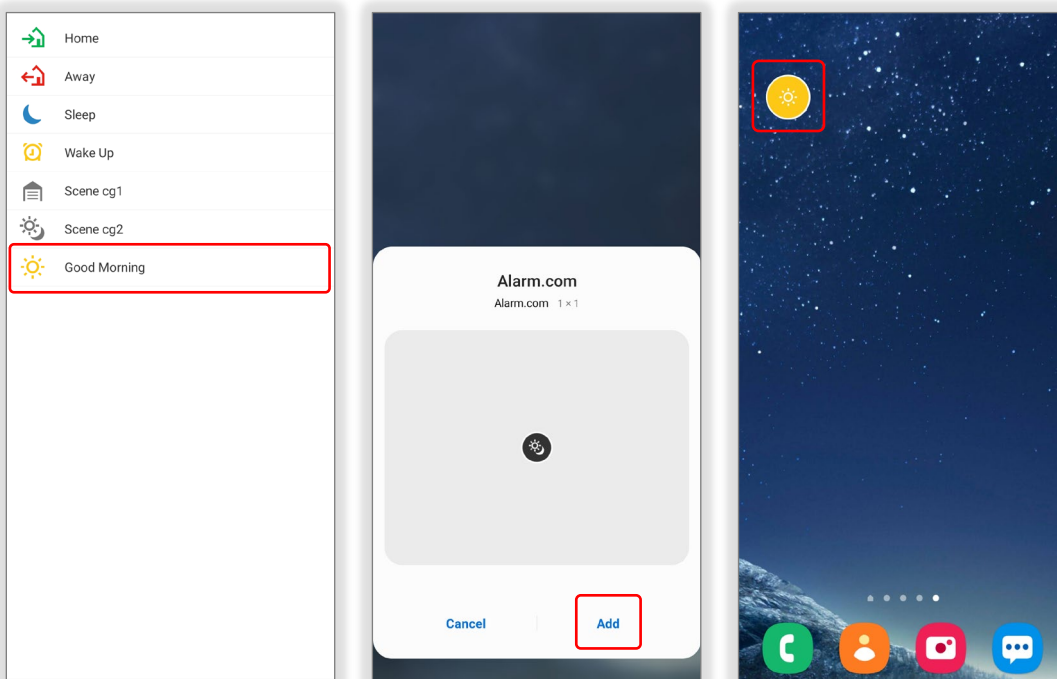 Home
Away
Sleep
Wake Up
Scene cg1
Scene cg2
Good Morning
Alarm.com
Alarm.com 1 × 1
Cancel
Add